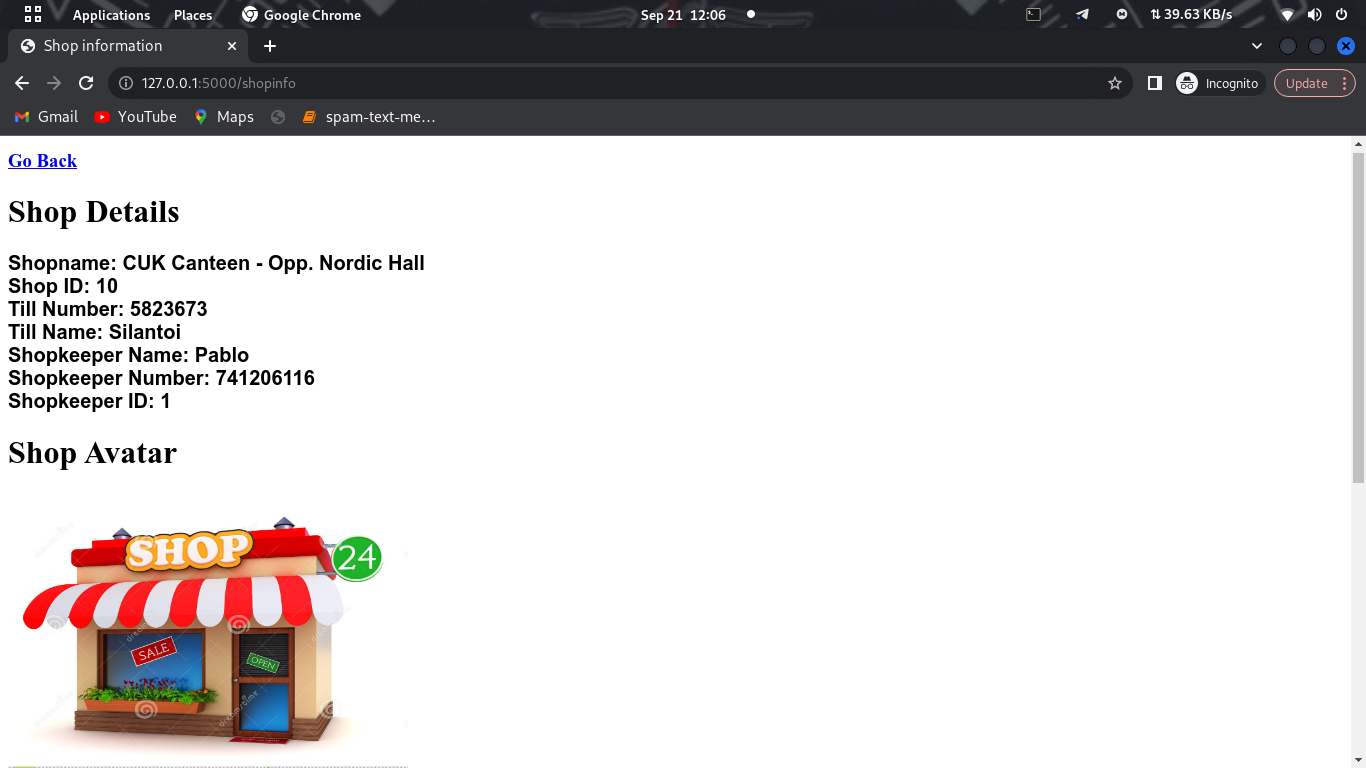 Applications Places Google Chrome Sep 21 12:06 39.63 KB/s
Shop information
127.0.0.1:5000/shopinfo Incognito Update
Gmail YouTube Maps spam-text-me…
Go Back
Shop Details
Shopname: CUK Canteen - Opp. Nordic Hall
Shop ID: 10
Till Number: 5823673
Till Name: Silantoi
Shopkeeper Name: Pablo
Shopkeeper Number: 741206116
Shopkeeper ID: 1
Shop Avatar
SHOP
24
SALE
OPEN
dreamstime